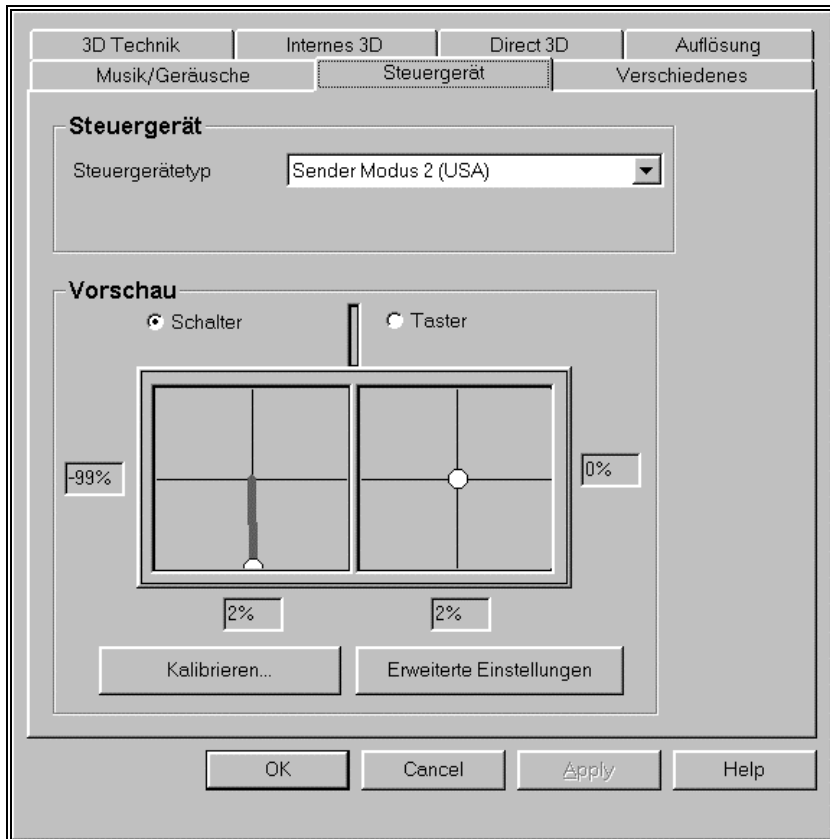 3D Technik Internes 3D Direct 3D Auflösung
Musik/Geräusche Steuergerät Verschiedenes
Steuergerät
Steuergerätetyp Sender Modus 2 (USA)
Vorschau
Schalter Taster
-99% 0%
2% 2%
Kalibrieren... Erweiterte Einstellungen
OK Cancel Apply Help